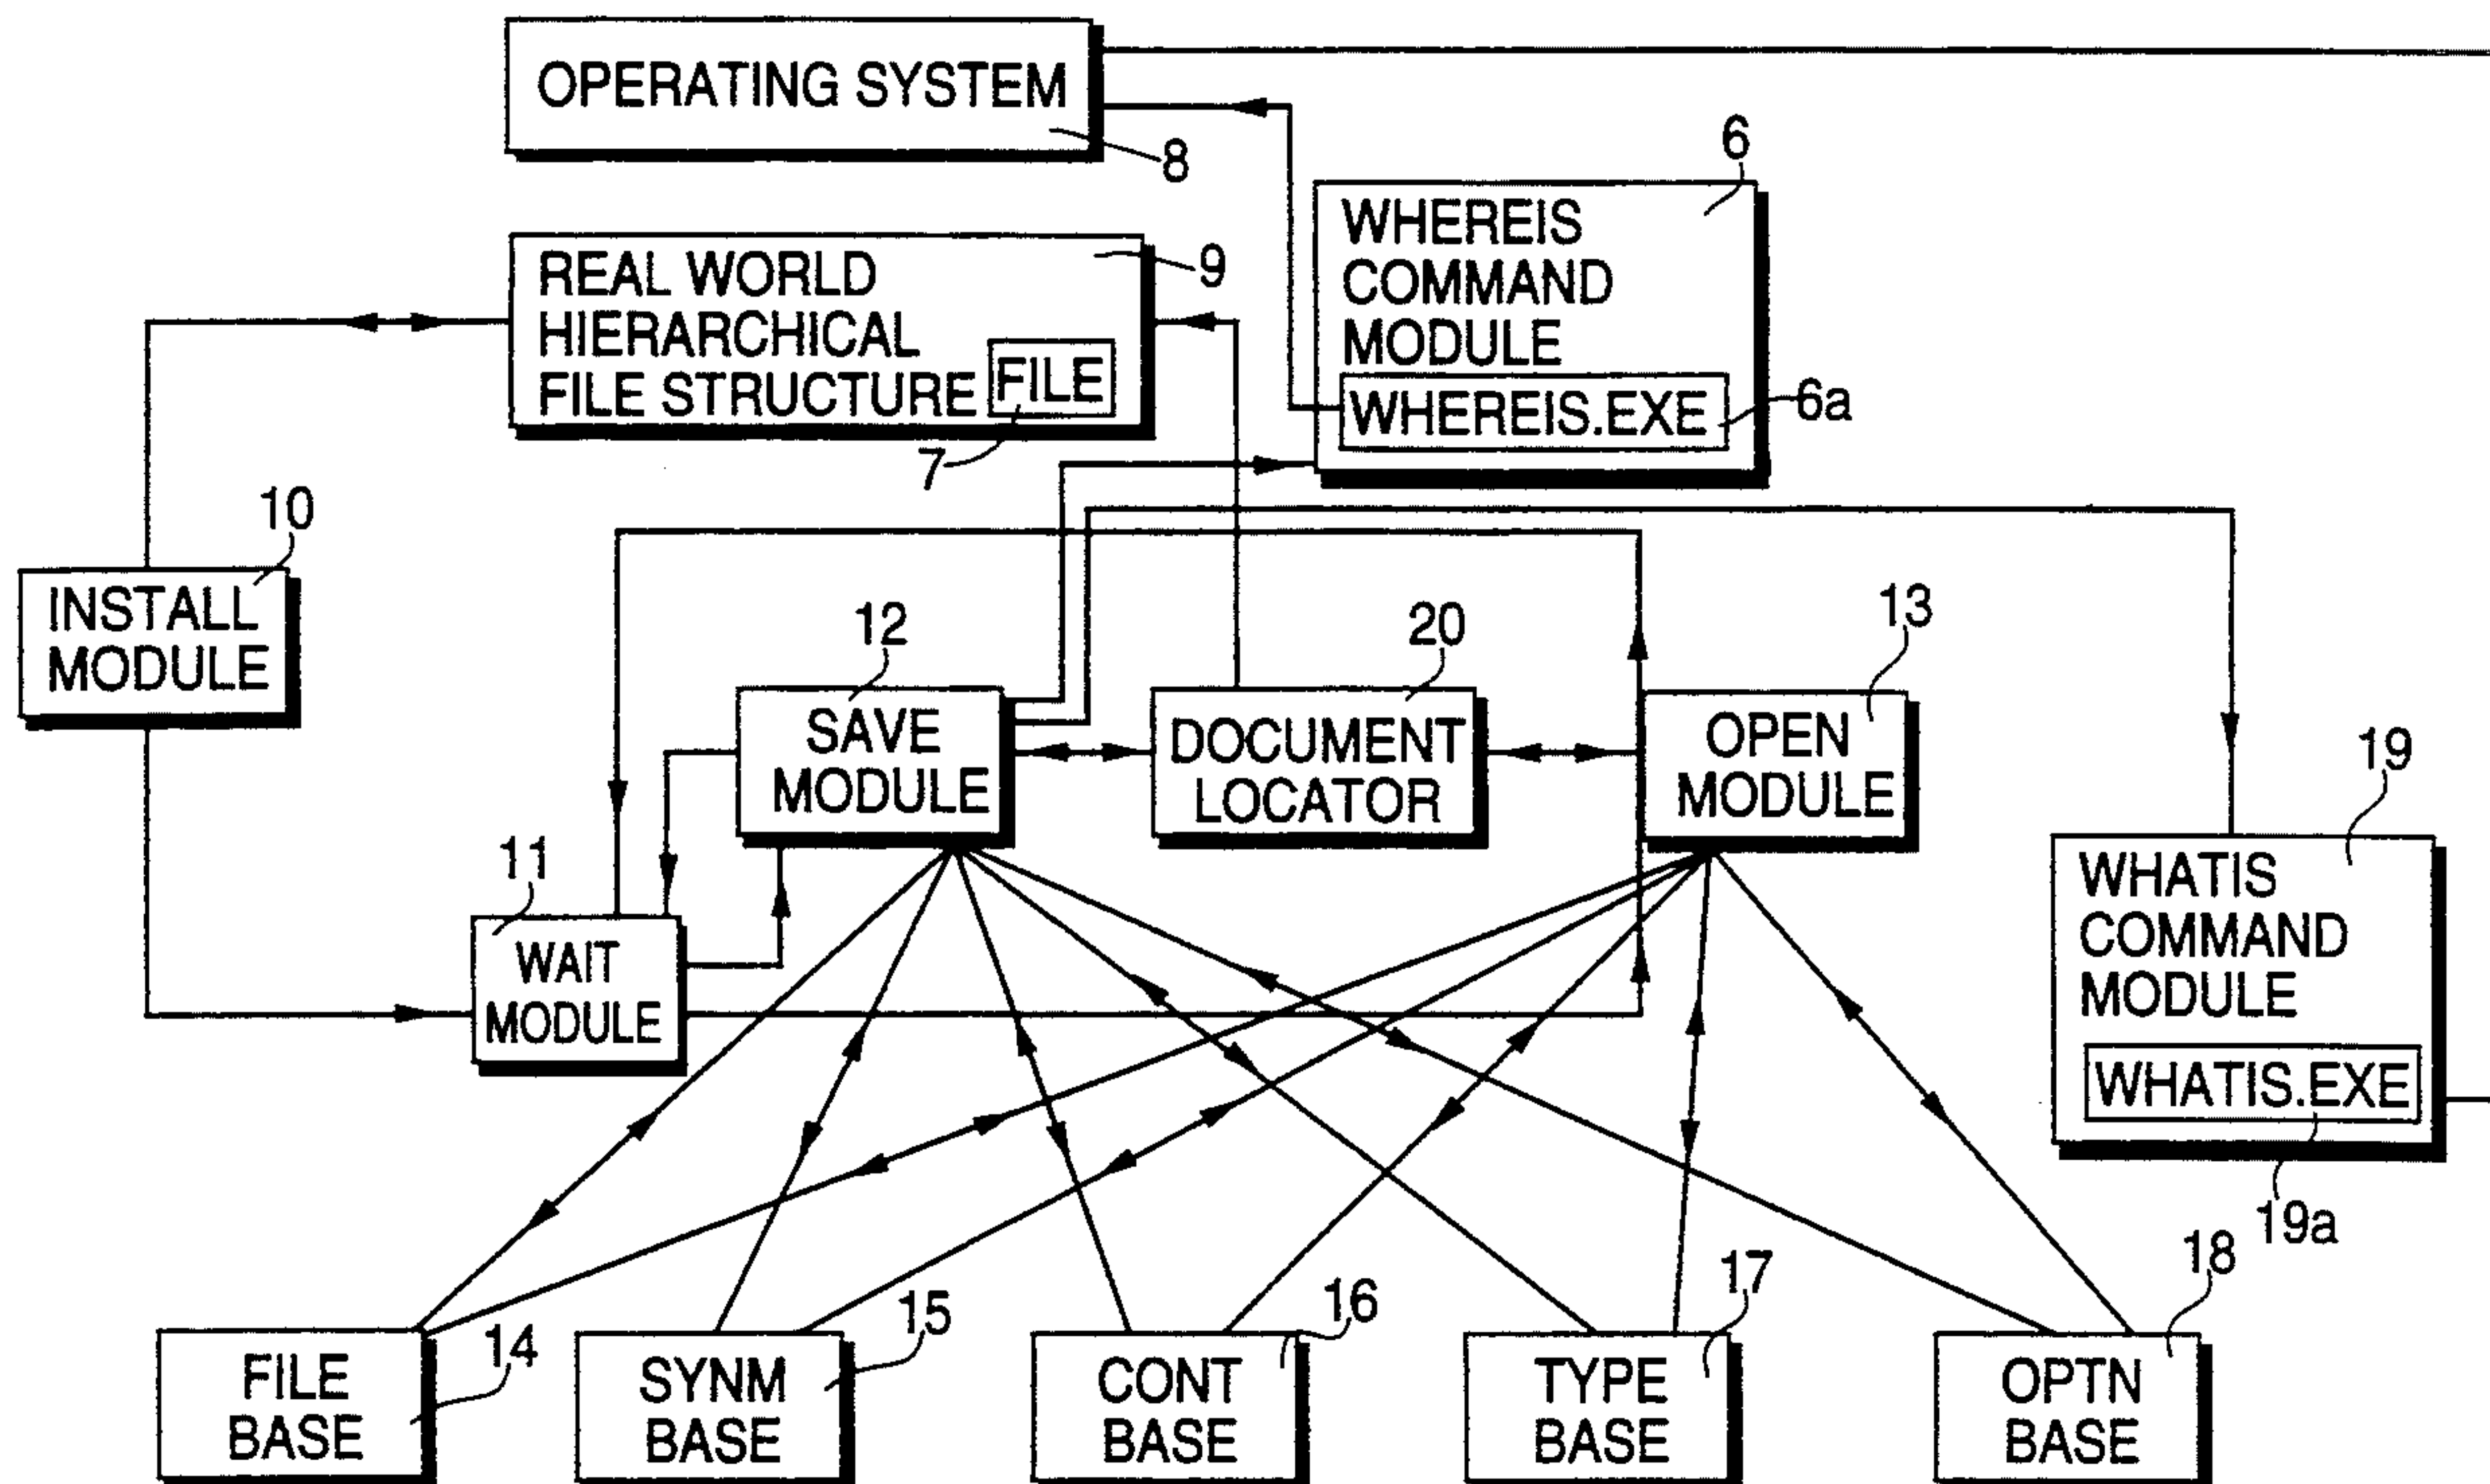 OPERATING SYSTEM
8
6
WHEREIS
COMMAND
MODULE
WHEREIS.EXE
6a
REAL WORLD
HIERARCHICAL
FILE STRUCTURE
FILE
9
7
10
INSTALL
MODULE
12
SAVE
MODULE
20
DOCUMENT
LOCATOR
13
OPEN
MODULE
19
WHATIS
COMMAND
MODULE
WHATIS.EXE
19a
11
WAIT
MODULE
FILE
BASE
14
SYNM
BASE
15
CONT
BASE
16
TYPE
BASE
17
OPTN
BASE
18